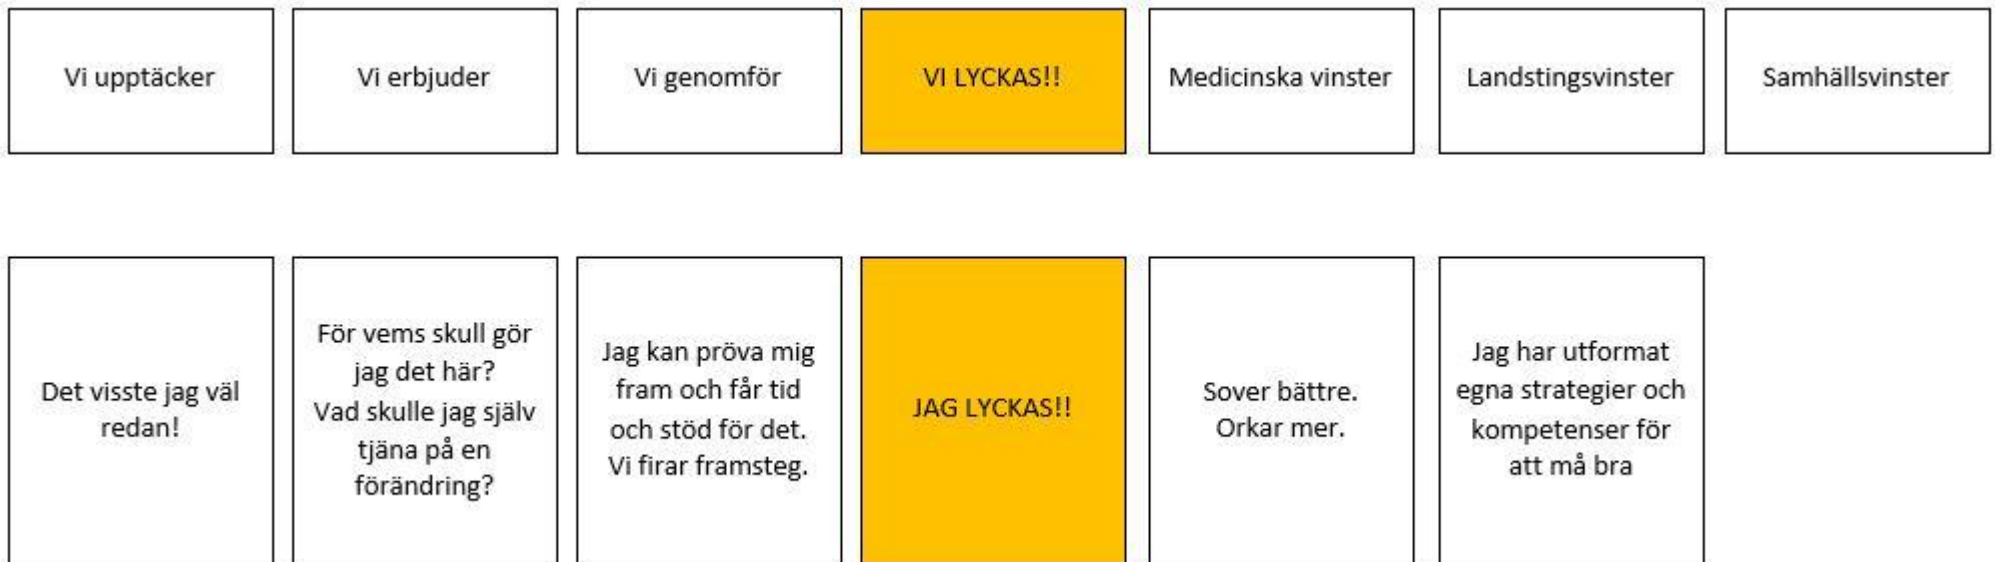 Vi upptäcker
Vi erbjuder
Vi genomför
VI LYCKAS!!
Medicinska vinster
Landstingsvinster
Samhällsvinster
Det visste jag väl
redan!
För vems skull gör
jag det här?
Vad skulle jag själv
tjäna på en
förändring?
Jag kan pröva mig
fram och får tid
och stöd för det.
Vi firar framsteg.
JAG LYCKAS!!
Sover bättre.
Orkar mer.
Jag har utformat
egna strategier och
kompetenser för
att må bra